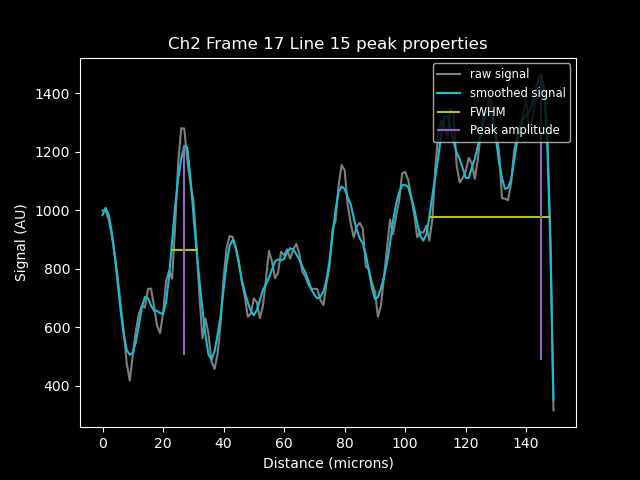 Ch2 Frame 17 Line 15 peak properties
raw signal
smoothed signal
FWHM
Peak amplitude
Signal (AU)
1400
1200
1000
800
600
400
0 20 40 60 80 100 120 140
Distance (microns)